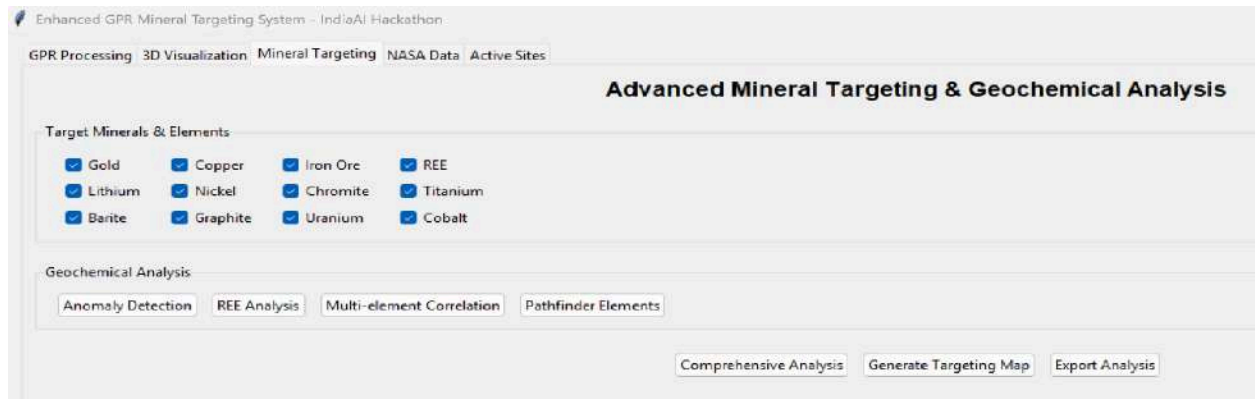 Enhanced GPR Mineral Targeting System - IndiaAI Hackathon
GPR Processing 3D Visualization Mineral Targeting NASA Data Active Sites
Advanced Mineral Targeting & Geochemical Analysis
Target Minerals & Elements
Gold Copper Iron Ore REE
Lithium Nickel Chromite Titanium
Barite Graphite Uranium Cobalt
Geochemical Analysis
Anomaly Detection REE Analysis Multi-element Correlation Pathfinder Elements
Comprehensive Analysis Generate Targeting Map Export Analysis